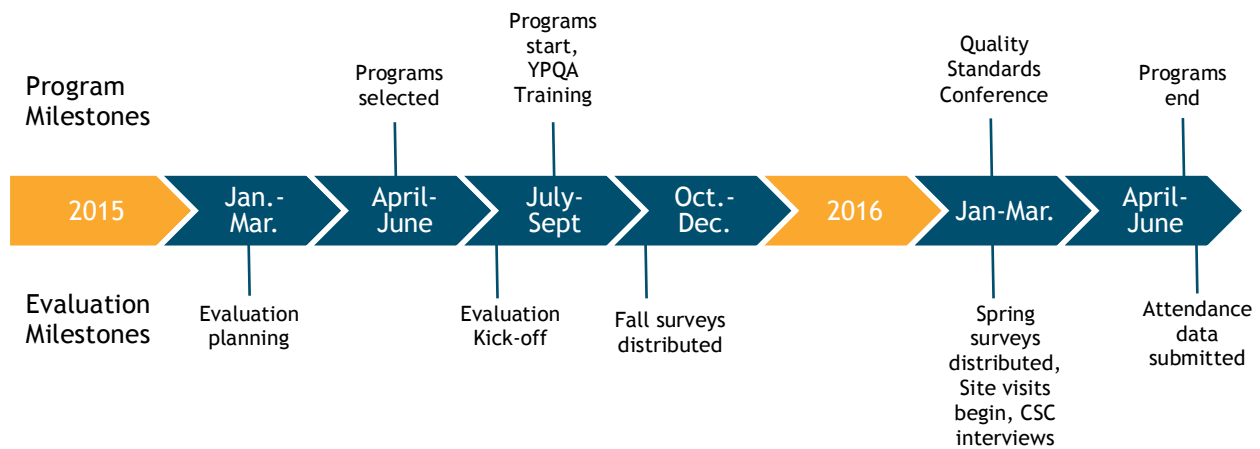 Program
Milestones
Programs
selected
Programs
start,
YPQA
Training
Quality
Standards
Conference
Programs
end
2015
Jan.-
Mar.
April-
June
July-
Sept
Oct.-
Dec.
2016
Jan-Mar.
April-
June
Evaluation
Milestones
Evaluation
planning
Evaluation
Kick-off
Fall surveys
distributed
Spring
surveys
distributed,
Site visits
begin, CSC
interviews
Attendance
data
submitted